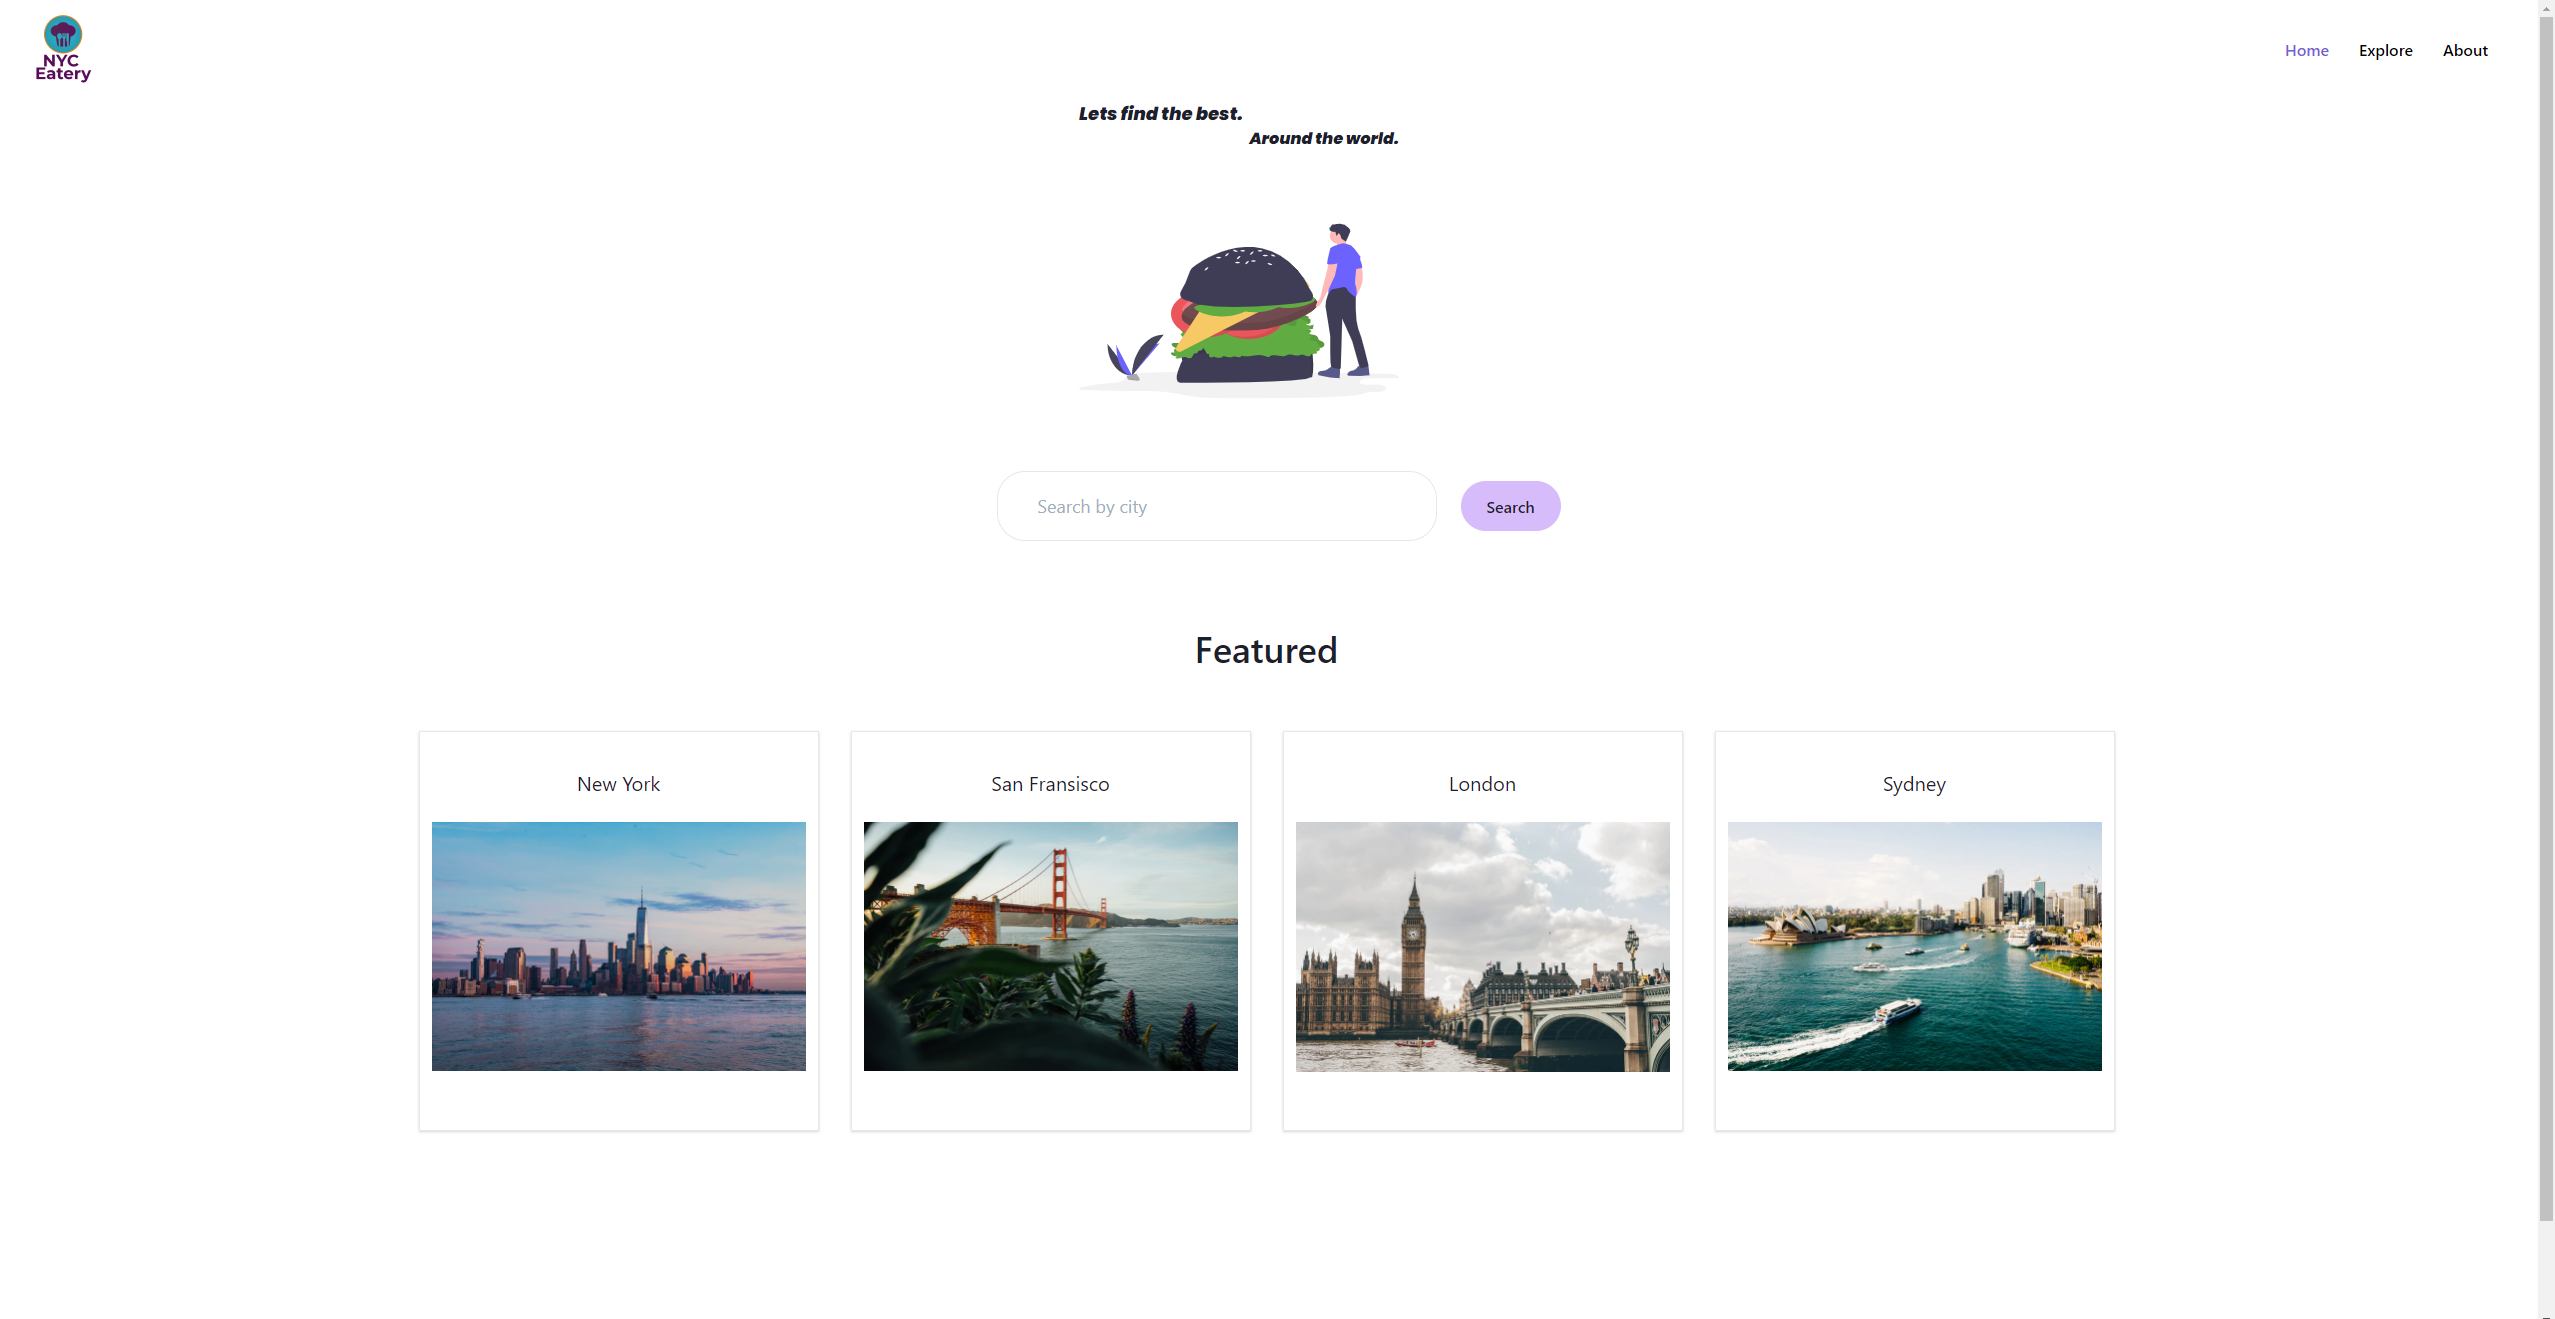 NYC
Eatery
Home Explore About
Lets find the best.
Around the world.
Search by city
Search
Featured
New York
San Fransisco
London
Sydney